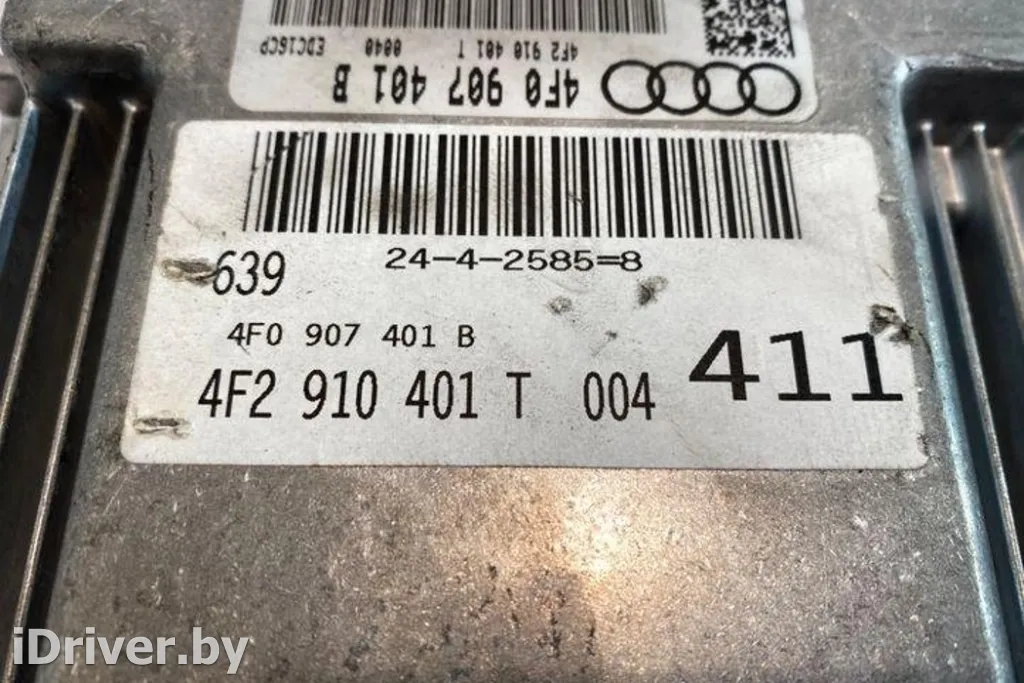 EDC16CP 0040 4F2 910 401 T
4F0 907 401 B
24-4-2585=8
639
4F0 907 401 B
4F2 910 401 T 004 411
iDriver.by